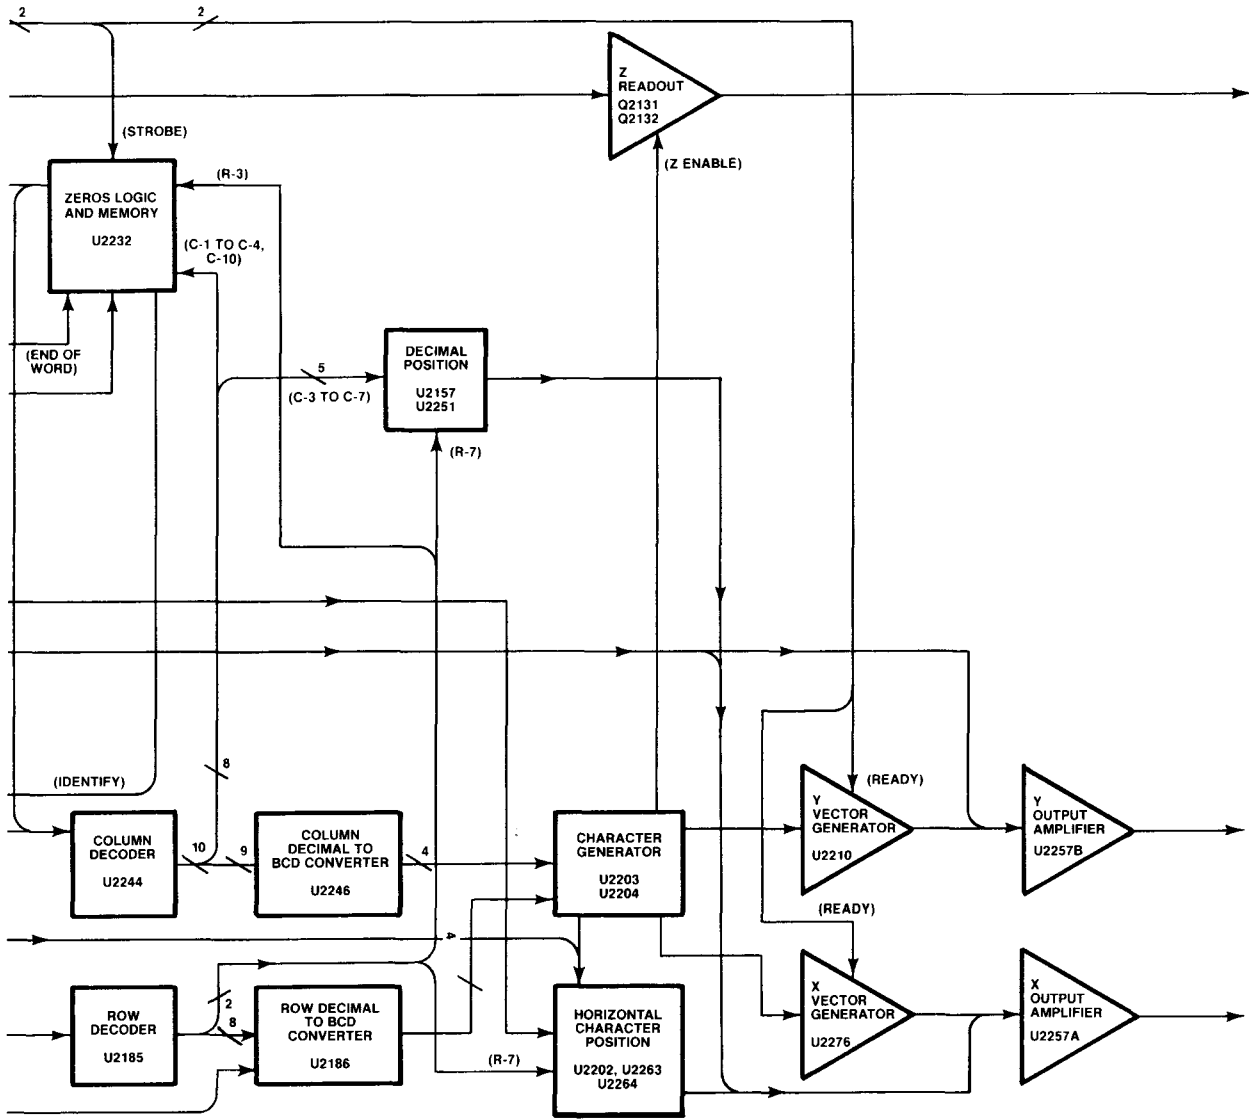 2
2
Z
READOUT
Q2131
Q2132
(STROBE)
(Z ENABLE)
ZEROS LOGIC
AND MEMORY
U2232
(R-3)
(C-1 TO C-4,
C-10)
(END OF
WORD)
5
(C-3 TO C-7)
DECIMAL
POSITION
U2157
U2251
(R-7)
(IDENTIFY)
8
(READY)
COLUMN
DECODER
U2244
10
9
COLUMN
DECIMAL TO
BCD CONVERTER
U2246
4
CHARACTER
GENERATOR
U2203
U2204
Y
VECTOR
GENERATOR
U2210
Y
OUTPUT
AMPLIFIER
U2257B
(READY)
4
ROW
DECODER
U2185
2
8
ROW DECIMAL
TO BCD
CONVERTER
U2186
(R-7)
HORIZONTAL
CHARACTER
POSITION
U2202, U2263
U2264
X
VECTOR
GENERATOR
U2276
X
OUTPUT
AMPLIFIER
U2257A